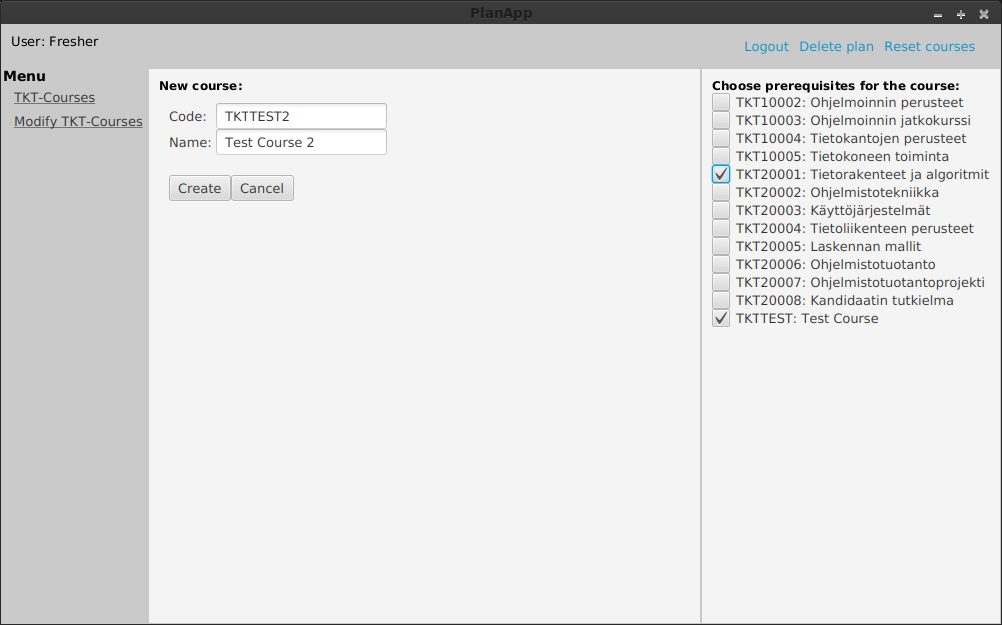 PlanApp
User: Fresher
Logout Delete plan Reset courses
Menu
TKT-Courses
Modify TKT-Courses
New course:
Code: TKTTEST2
Name: Test Course 2
Create Cancel
Choose prerequisites for the course:
TKT10002: Ohjelmoinnin perusteet
TKT10003: Ohjelmoinnin jatkokurssi
TKT10004: Tietokantojen perusteet
TKT10005: Tietokoneen toiminta
TKT20001: Tietorakenteet ja algoritmit
TKT20002: Ohjelmistotekniikka
TKT20003: Käyttöjärjestelmät
TKT20004: Tietoliikenteen perusteet
TKT20005: Laskennan mallit
TKT20006: Ohjelmistotuotanto
TKT20007: Ohjelmistotuotantoprojekti
TKT20008: Kandidaatin tutkielma
TKTTEST: Test Course